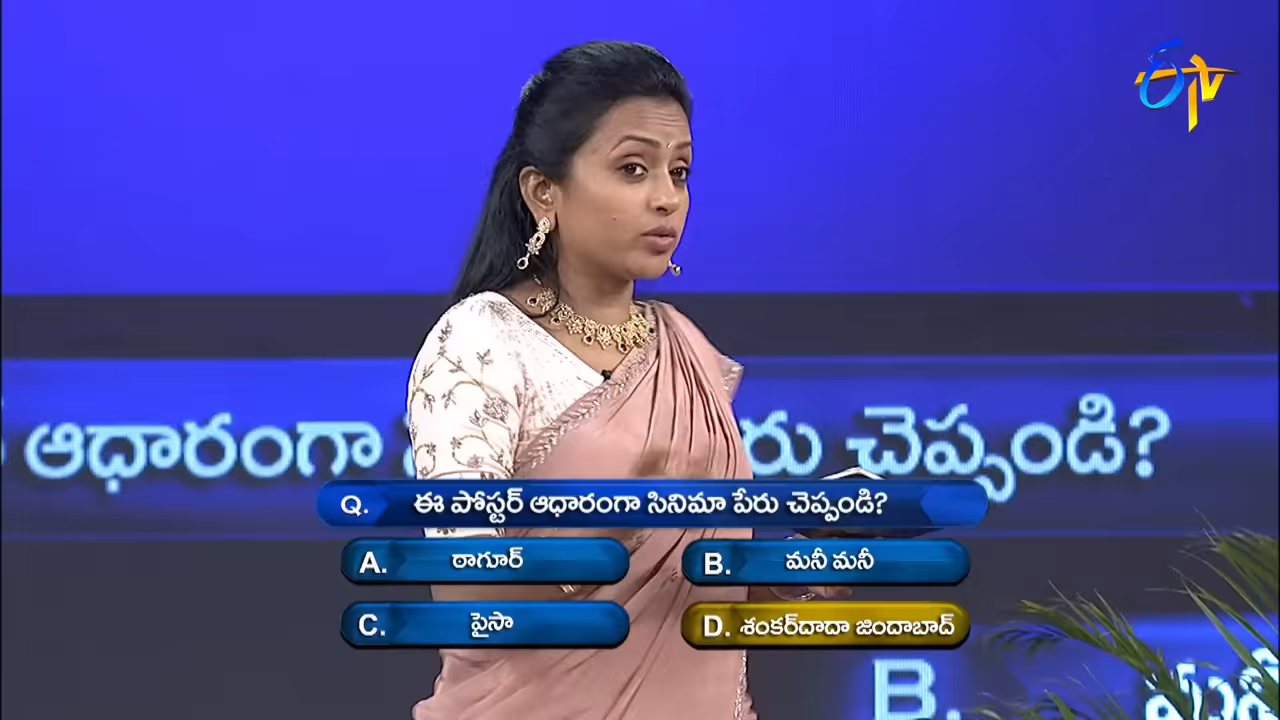 ETV
ఆధారంగా
పేరు చెప్పండి?
Q. ఈ పోస్టర్ ఆధారంగా సినిమా పేరు చెప్పండి?
A. ఠాగూర్
B. మనీ మనీ
C. పైసా
D. శంకర్‌దాదా జిందాబాద్
B.